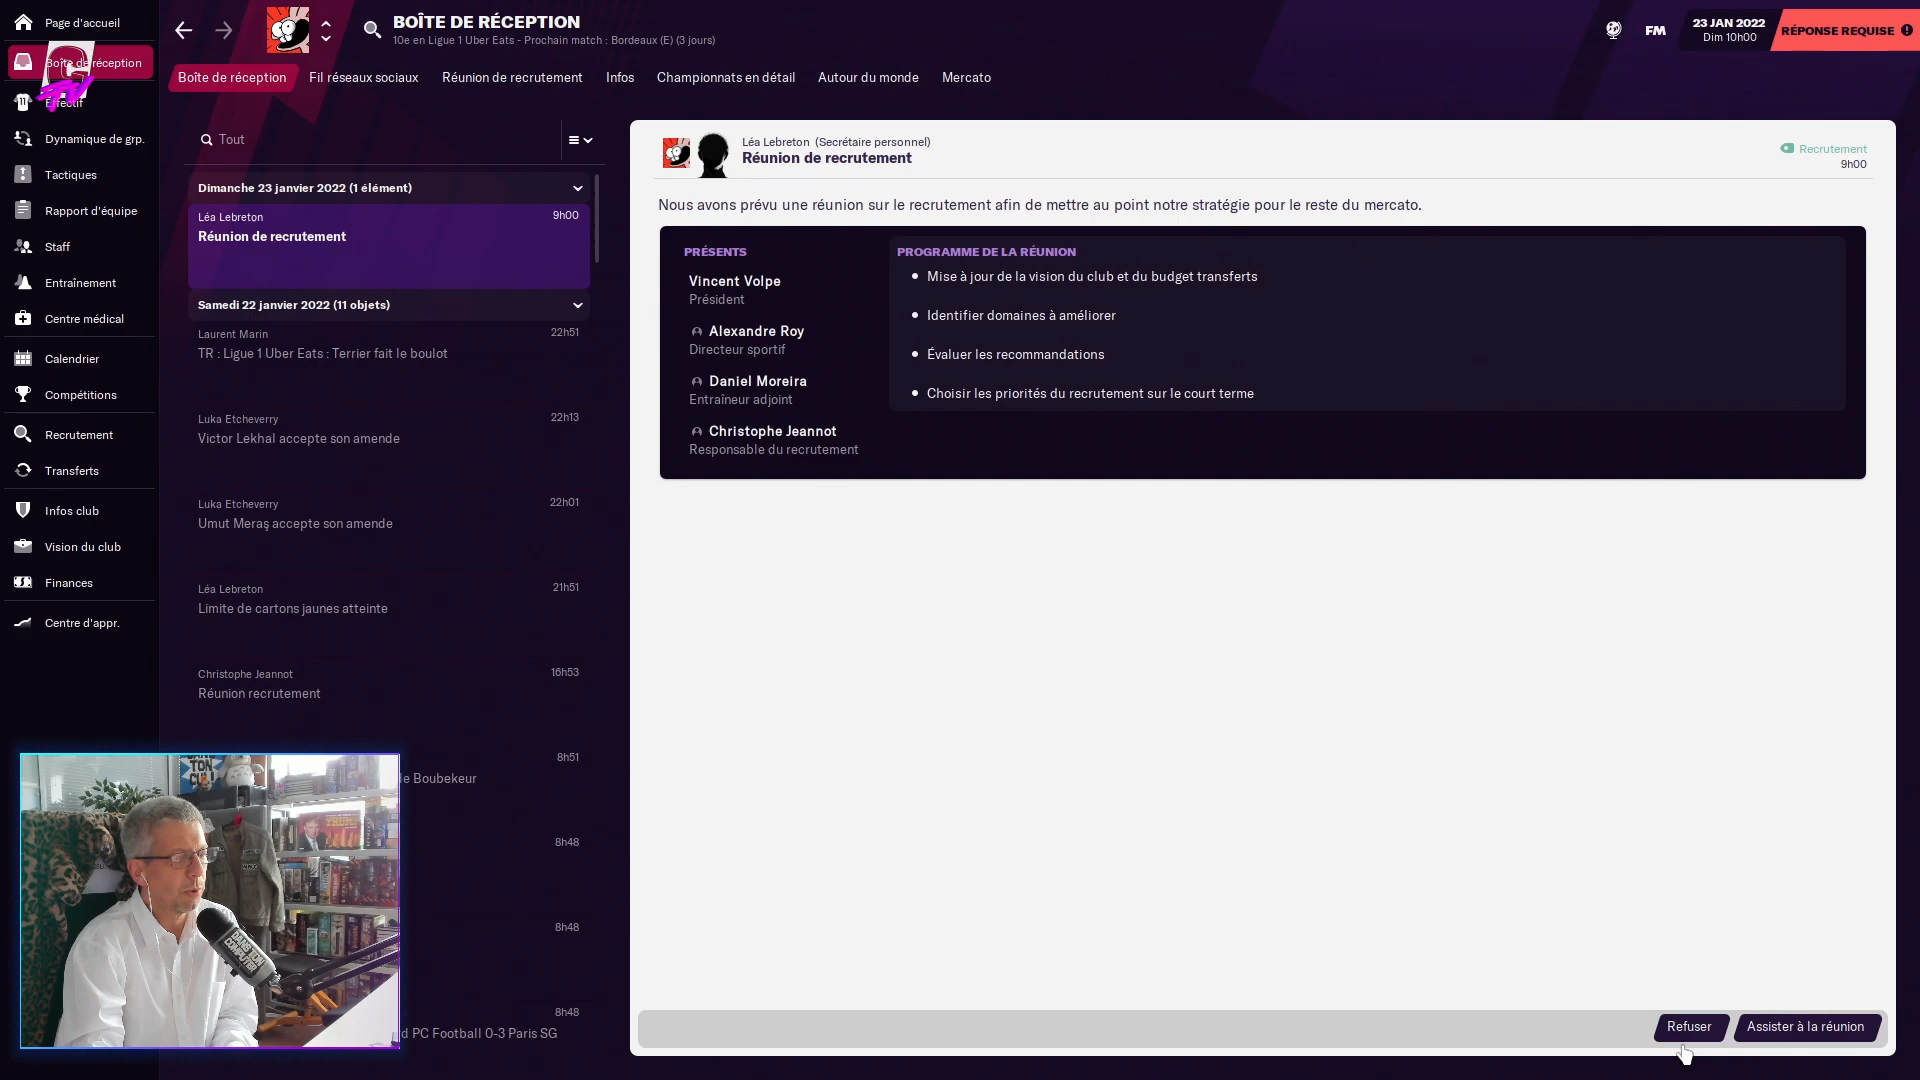 Page d'accueil
Boîte de réception
Effectif
Dynamique de grp.
Tactiques
Rapport d'équipe
Staff
Entraînement
Centre médical
Calendrier
Compétitions
Recrutement
Transferts
Infos club
Vision du club
Finances
Centre d'appr.
BOÎTE DE RÉCEPTION
10e en Ligue 1 Uber Eats - Prochain match : Bordeaux (E) (3 jours)
FM
23 JAN 2022
Dim 10h00
RÉPONSE REQUISE
Boîte de réception
Fil réseaux sociaux
Réunion de recrutement
Infos
Championnats en détail
Autour du monde
Mercato
Tout
Dimanche 23 janvier 2022 (1 élément)
Léa Lebreton 9h00
Réunion de recrutement
Samedi 22 janvier 2022 (11 objets)
Laurent Marin 22h51
TR : Ligue 1 Uber Eats : Terrier fait le boulot
Luka Etcheverry 22h13
Victor Lekhal accepte son amende
Luka Etcheverry 22h01
Umut Meraş accepte son amende
Léa Lebreton 21h51
Limite de cartons jaunes atteinte
Christophe Jeannot 16h53
Réunion recrutement
8h51
de Boubekeur
8h48
8h48
8h48
d PC Football 0-3 Paris SG
Léa Lebreton (Secrétaire personnel)
Réunion de recrutement
Recrutement
9h00
Nous avons prévu une réunion sur le recrutement afin de mettre au point notre stratégie pour le reste du mercato.
PRÉSENTS
Vincent Volpe
Président
Alexandre Roy
Directeur sportif
Daniel Moreira
Entraîneur adjoint
Christophe Jeannot
Responsable du recrutement
PROGRAMME DE LA RÉUNION
Mise à jour de la vision du club et du budget transferts
Identifier domaines à améliorer
Évaluer les recommandations
Choisir les priorités du recrutement sur le court terme
Refuser
Assister à la réunion
DANS TON
CUL!
DANS TON
COMPUTER